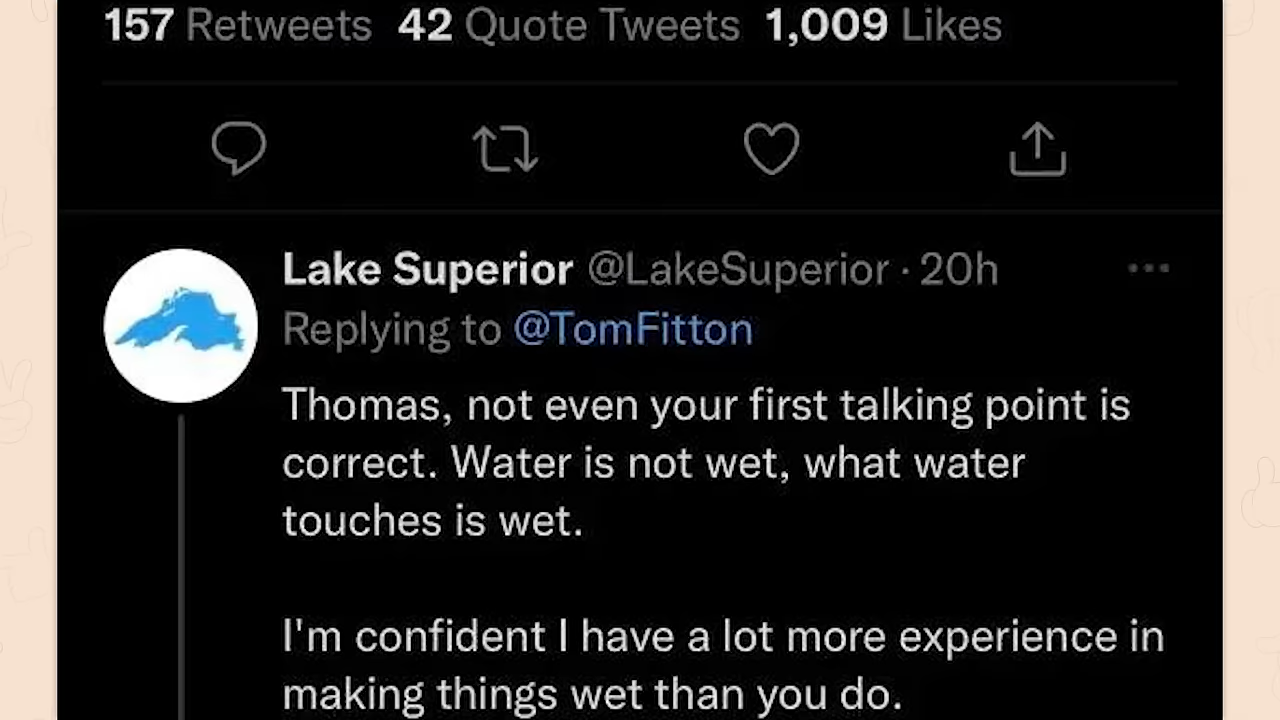 157 Retweets 42 Quote Tweets 1,009 Likes
Lake Superior @LakeSuperior · 20h
Replying to @TomFitton
Thomas, not even your first talking point is
correct. Water is not wet, what water
touches is wet.
I'm confident I have a lot more experience in
making things wet than you do.